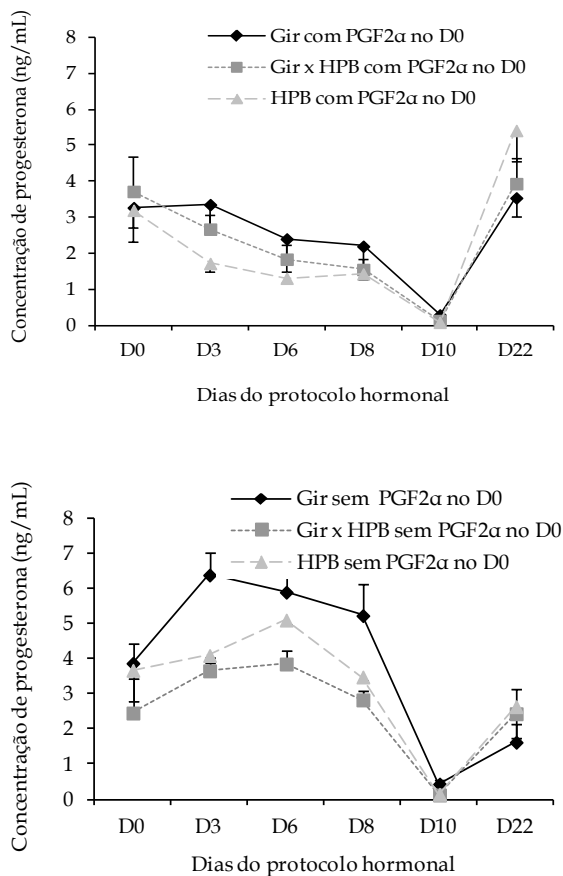 Concentração de progesterona (ng/mL)
8
7
6
5
4
3
2
1
0
Gir com PGF2α no D0
Gir x HPB com PGF2α no D0
HPB com PGF2α no D0
D0 D3 D6 D8 D10 D22
Dias do protocolo hormonal
Concentração de progesterona (ng/mL)
8
7
6
5
4
3
2
1
0
Gir sem PGF2α no D0
Gir x HPB sem PGF2α no D0
HPB sem PGF2α no D0
D0 D3 D6 D8 D10 D22
Dias do protocolo hormonal